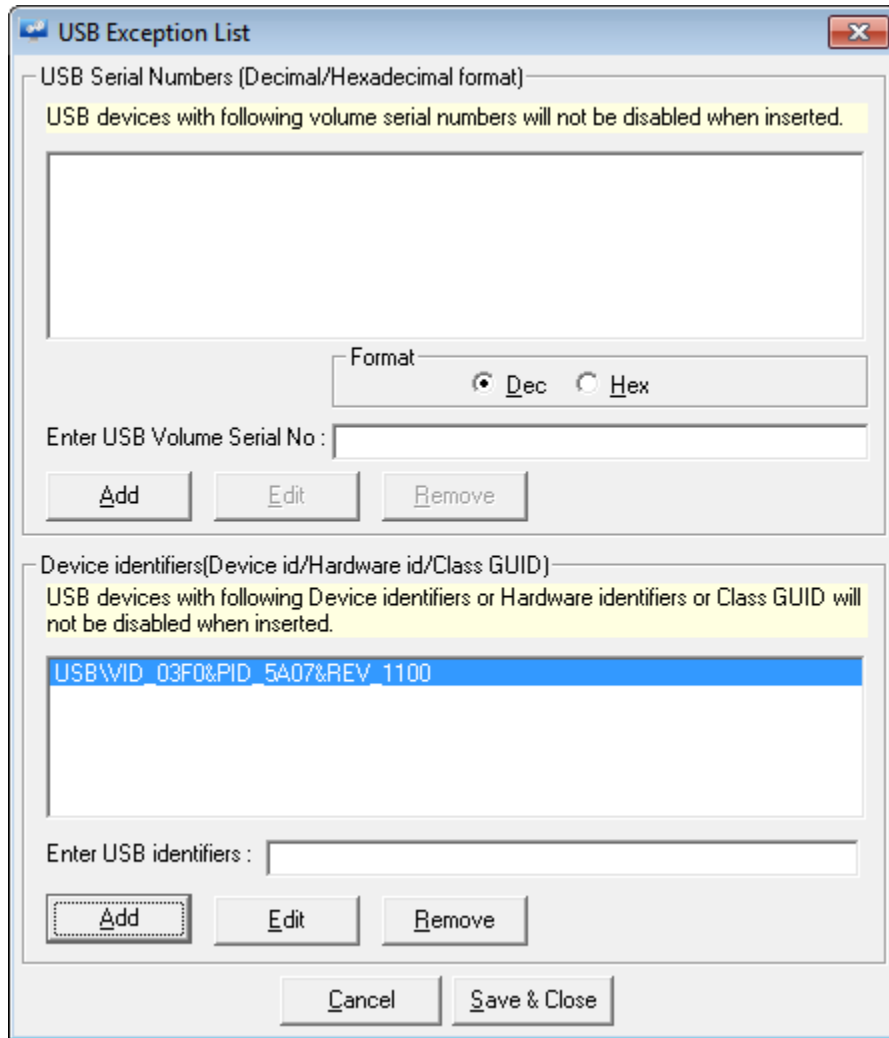 USB Exception List
USB Serial Numbers (Decimal/Hexadecimal format)
USB devices with following volume serial numbers will not be disabled when inserted.
Format
Dec Hex
Enter USB Volume Serial No :
Add Edit Remove
Device identifiers(Device id/Hardware id/Class GUID)
USB devices with following Device identifiers or Hardware identifiers or Class GUID will
not be disabled when inserted.
USB\VID_03F0&PID_5A07&REV_1100
Enter USB identifiers :
Add Edit Remove
Cancel Save & Close